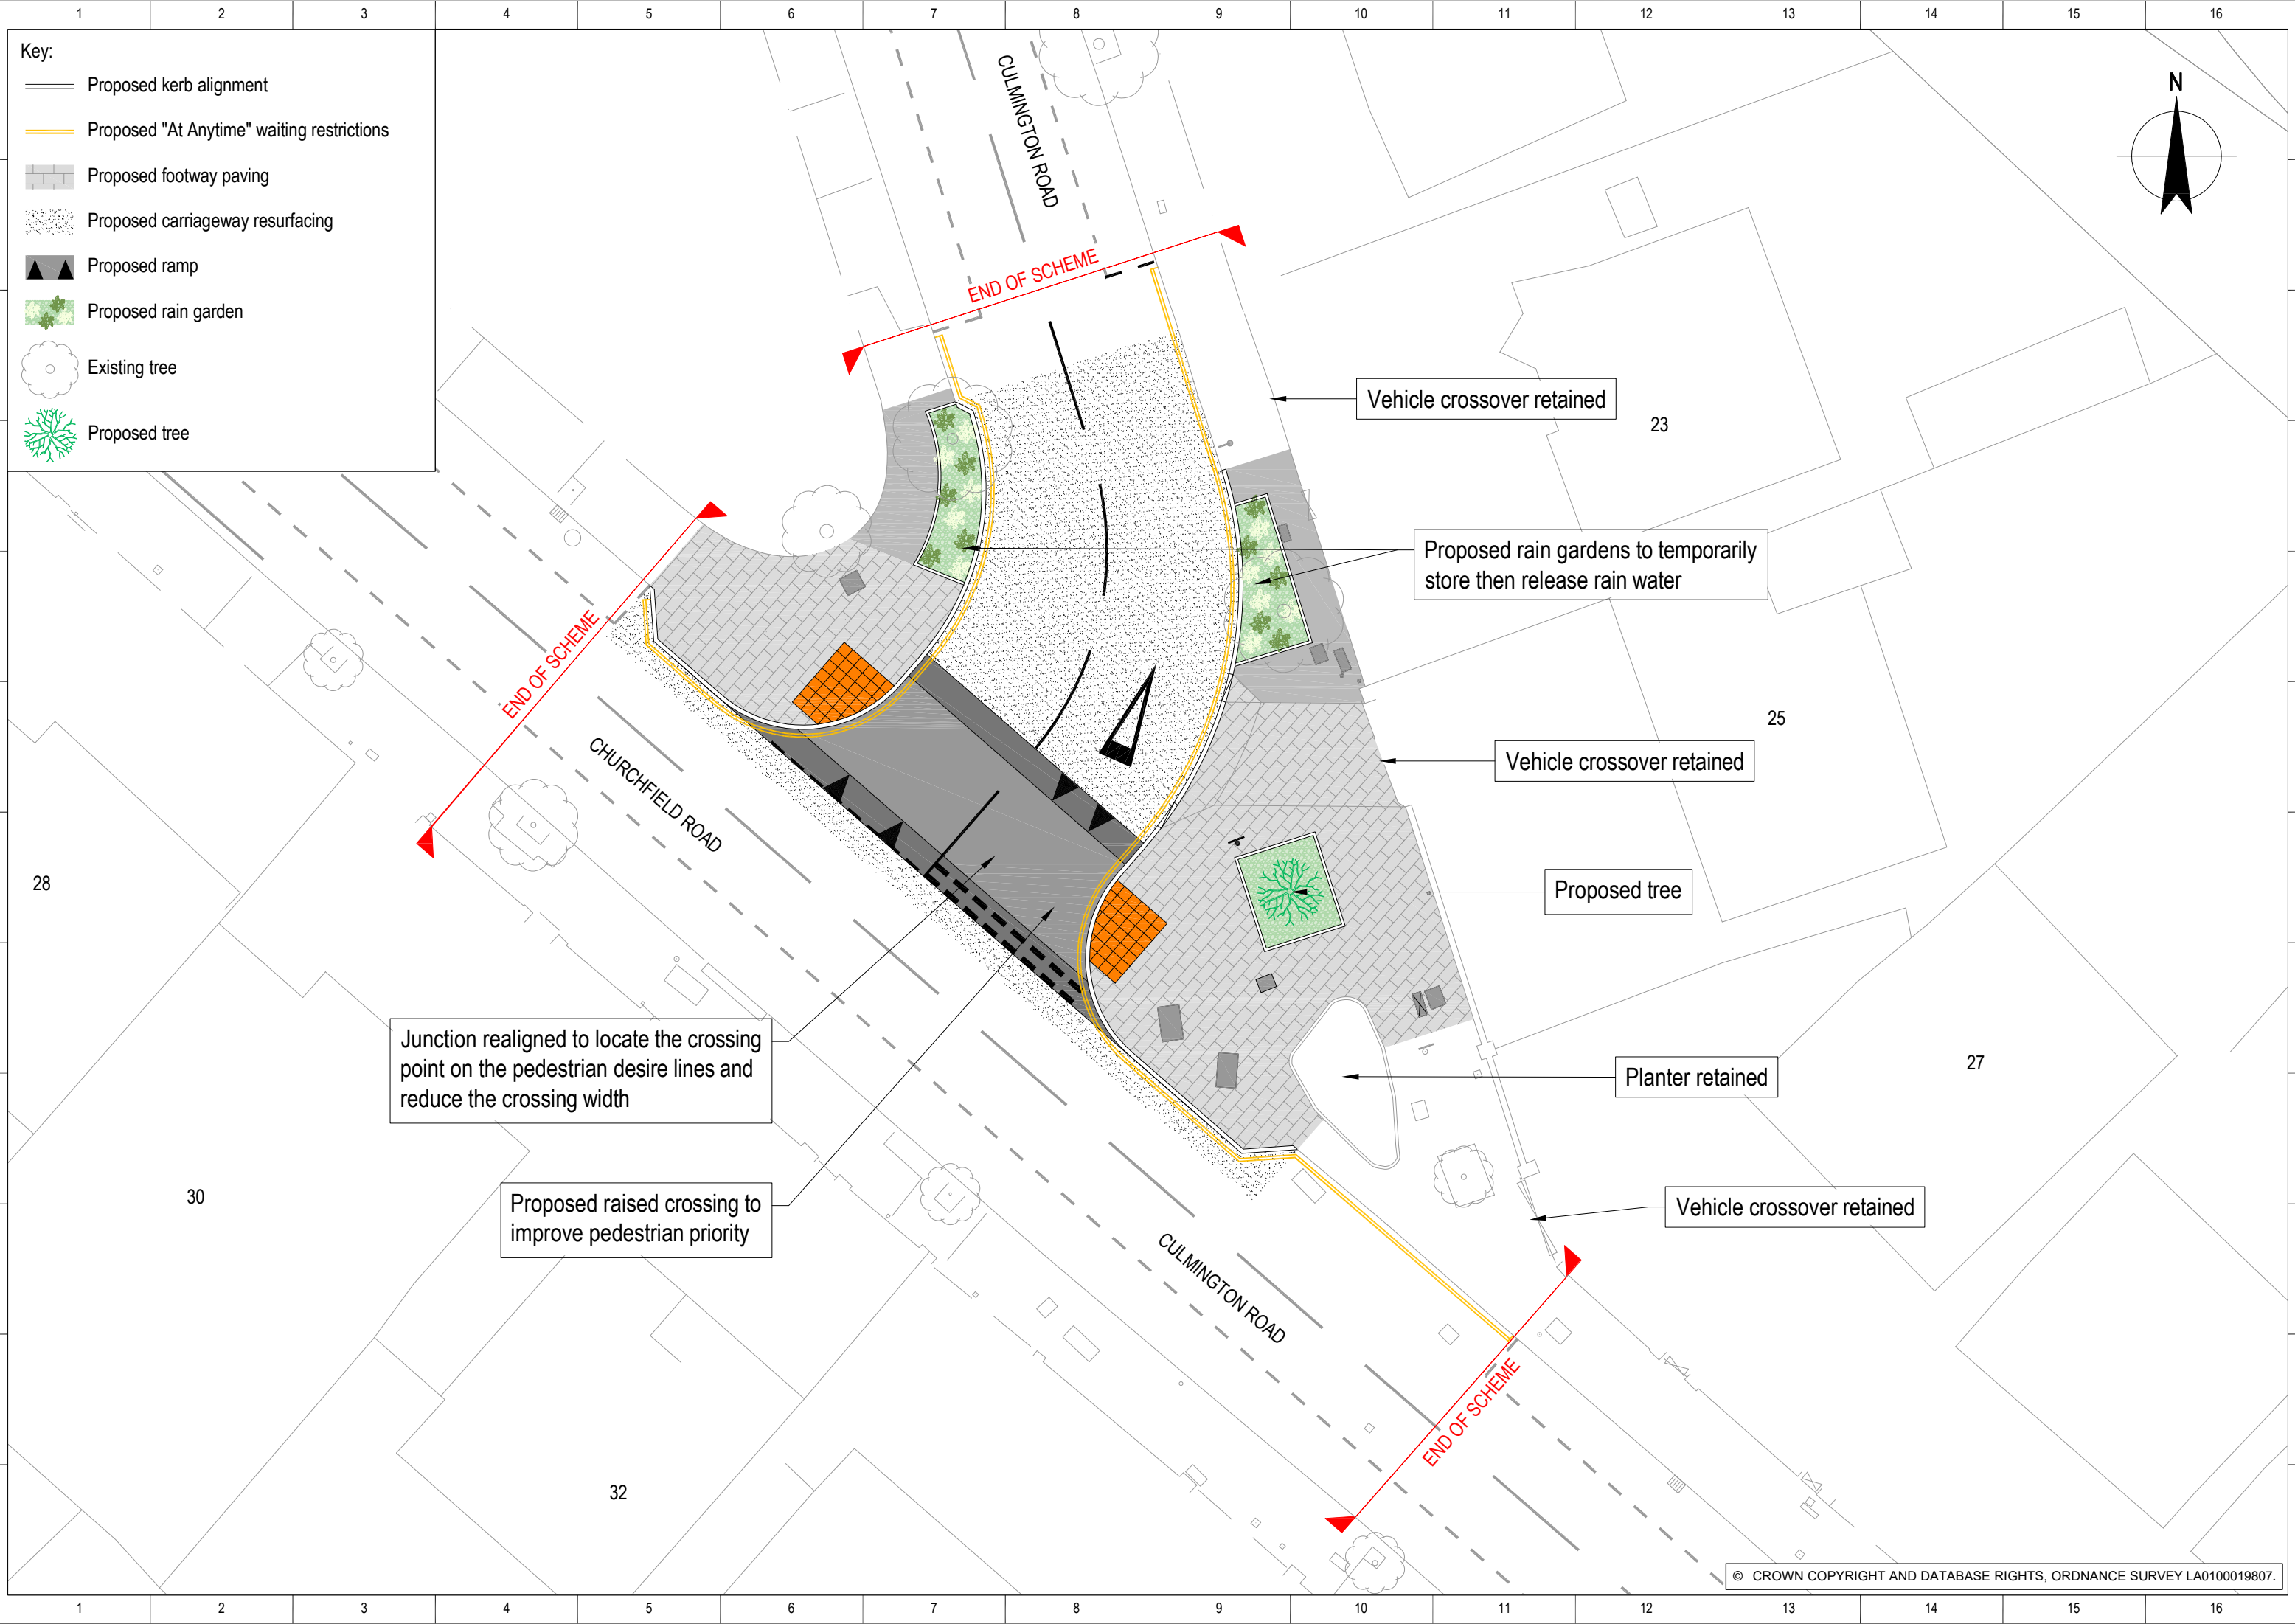 1 2 3 4 5 6 7 8 9 10 11 12 13 14 15 16
Key:
Proposed kerb alignment
Proposed "At Anytime" waiting restrictions
Proposed footway paving
Proposed carriageway resurfacing
Proposed ramp
Proposed rain garden
Existing tree
Proposed tree
N
CULMINGTON ROAD
END OF SCHEME
Vehicle crossover retained
23
Proposed rain gardens to temporarily
store then release rain water
END OF SCHEME
25
Vehicle crossover retained
CHURCHFIELD ROAD
28
Proposed tree
Junction realigned to locate the crossing
point on the pedestrian desire lines and
reduce the crossing width
27
Planter retained
30
Proposed raised crossing to
improve pedestrian priority
Vehicle crossover retained
CULMINGTON ROAD
END OF SCHEME
32
© CROWN COPYRIGHT AND DATABASE RIGHTS, ORDNANCE SURVEY LA0100019807.
1 2 3 4 5 6 7 8 9 10 11 12 13 14 15 16